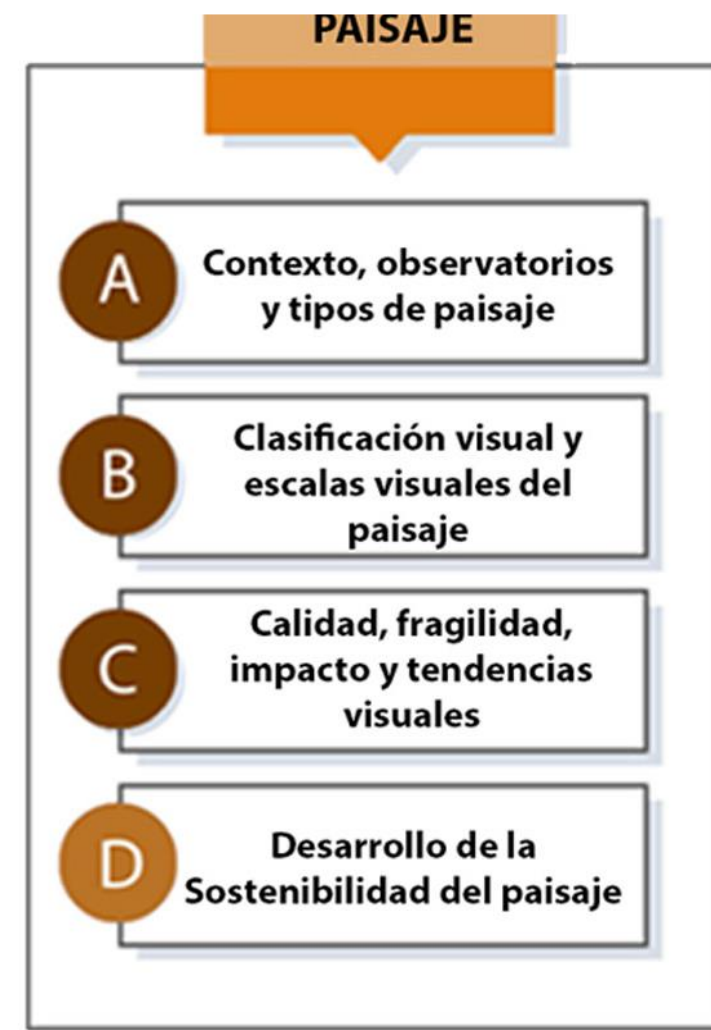 PAISAJE
A
Contexto, observatorios
y tipos de paisaje
B
Clasificación visual y
escalas visuales del
paisaje
C
Calidad, fragilidad,
impacto y tendencias
visuales
D
Desarrollo de la
Sostenibilidad del paisaje